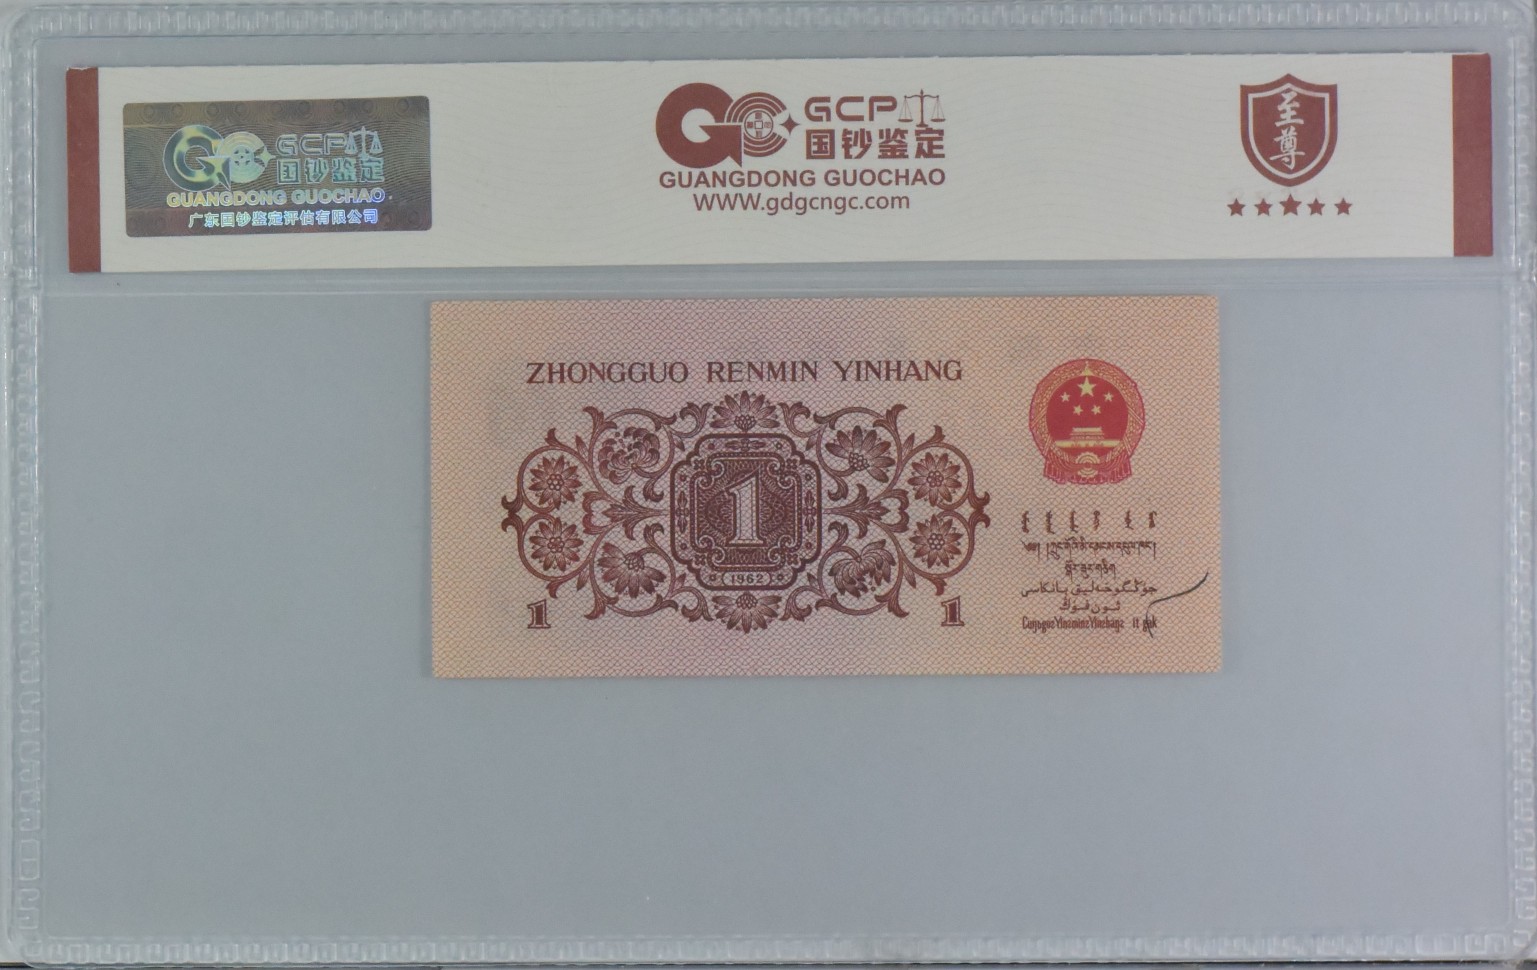 GCP
国钞鉴定
GUANGDONG GUOCHAO
广东国钞鉴定评估有限公司
GCP
国钞鉴定
GUANGDONG GUOCHAO
WWW.gdgcngc.com
至尊
ZHONGGUO RENMIN YINHANG
1
1962
1
1
جۇڭگوخەلىق بانكاسى